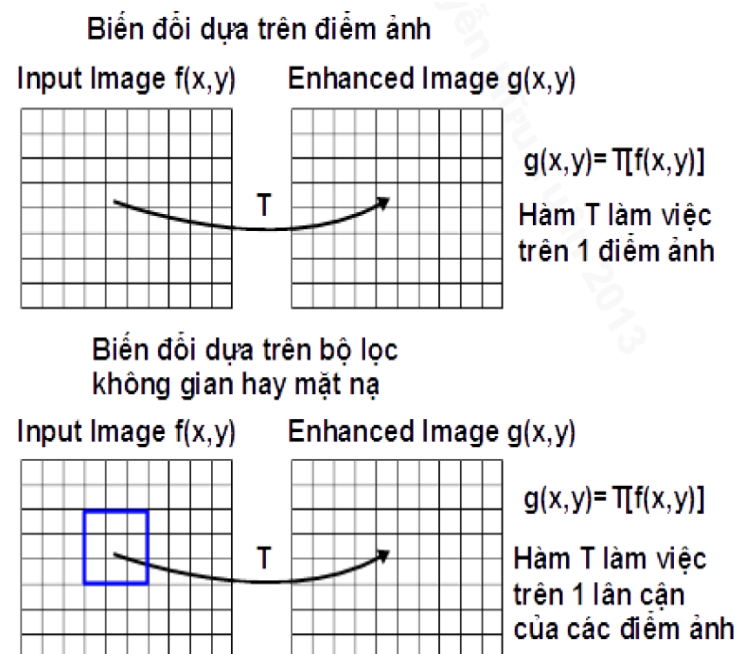 Biến đổi dựa trên điểm ảnh
Input Image f(x,y)
Enhanced Image g(x,y)
T
g(x,y)= T[f(x,y)]
Hàm T làm việc
trên 1 điểm ảnh
Biến đổi dựa trên bộ lọc
không gian hay mặt nạ
Input Image f(x,y)
Enhanced Image g(x,y)
T
g(x,y)= T[f(x,y)]
Hàm T làm việc
trên 1 lân cận
của các điểm ảnh
2013